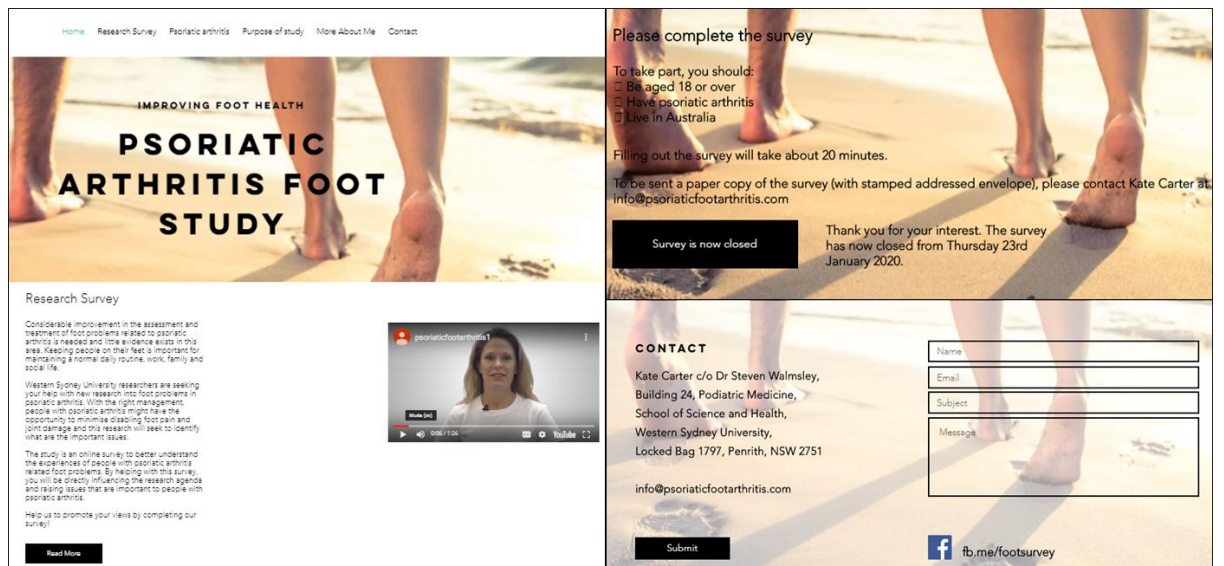 Home Research Survey Psoriatic arthritis Purpose of study More About Me Contact
IMPROVING FOOT HEALTH
PSORIATIC
ARTHRITIS FOOT
STUDY
Research Survey
Considerable improvement in the assessment and
treatment of foot problems related to psoriatic
arthritis is needed and little evidence exists in this
area. Keeping people on their feet is important for
maintaining a normal daily routine, work, family and
social life.
Western Sydney University researchers are seeking
your help with new research into foot problems in
psoriatic arthritis. With the right management,
people with psoriatic arthritis might have the
opportunity to minimise disabling foot pain and
joint damage and this research will seek to identify
what are the important issues.
The study is an online survey to better understand
the experiences of people with psoriatic arthritis
related foot problems. By helping with this survey,
you will be directly influencing the research agenda
and raising issues that are important to people with
psoriatic arthritis.
Help us to promote your views by completing our
survey!
Read More
psoriaticfootarthritis1
Mute (m)
0:06 / 1:26
YouTube
Please complete the survey
To take part, you should:
Be aged 18 or over
Have psoriatic arthritis
Live in Australia
Filling out the survey will take about 20 minutes.
To be sent a paper copy of the survey (with stamped addressed envelope), please contact Kate Carter at
info@psoriaticfootarthritis.com
Survey is now closed
Thank you for your interest. The survey
has now closed from Thursday 23rd
January 2020.
CONTACT
Kate Carter c/o Dr Steven Walmsley,
Building 24, Podiatric Medicine,
School of Science and Health,
Western Sydney University,
Locked Bag 1797, Penrith, NSW 2751
info@psoriaticfootarthritis.com
Submit
Name
Email
Subject
Message
f fb.me/footsurvey